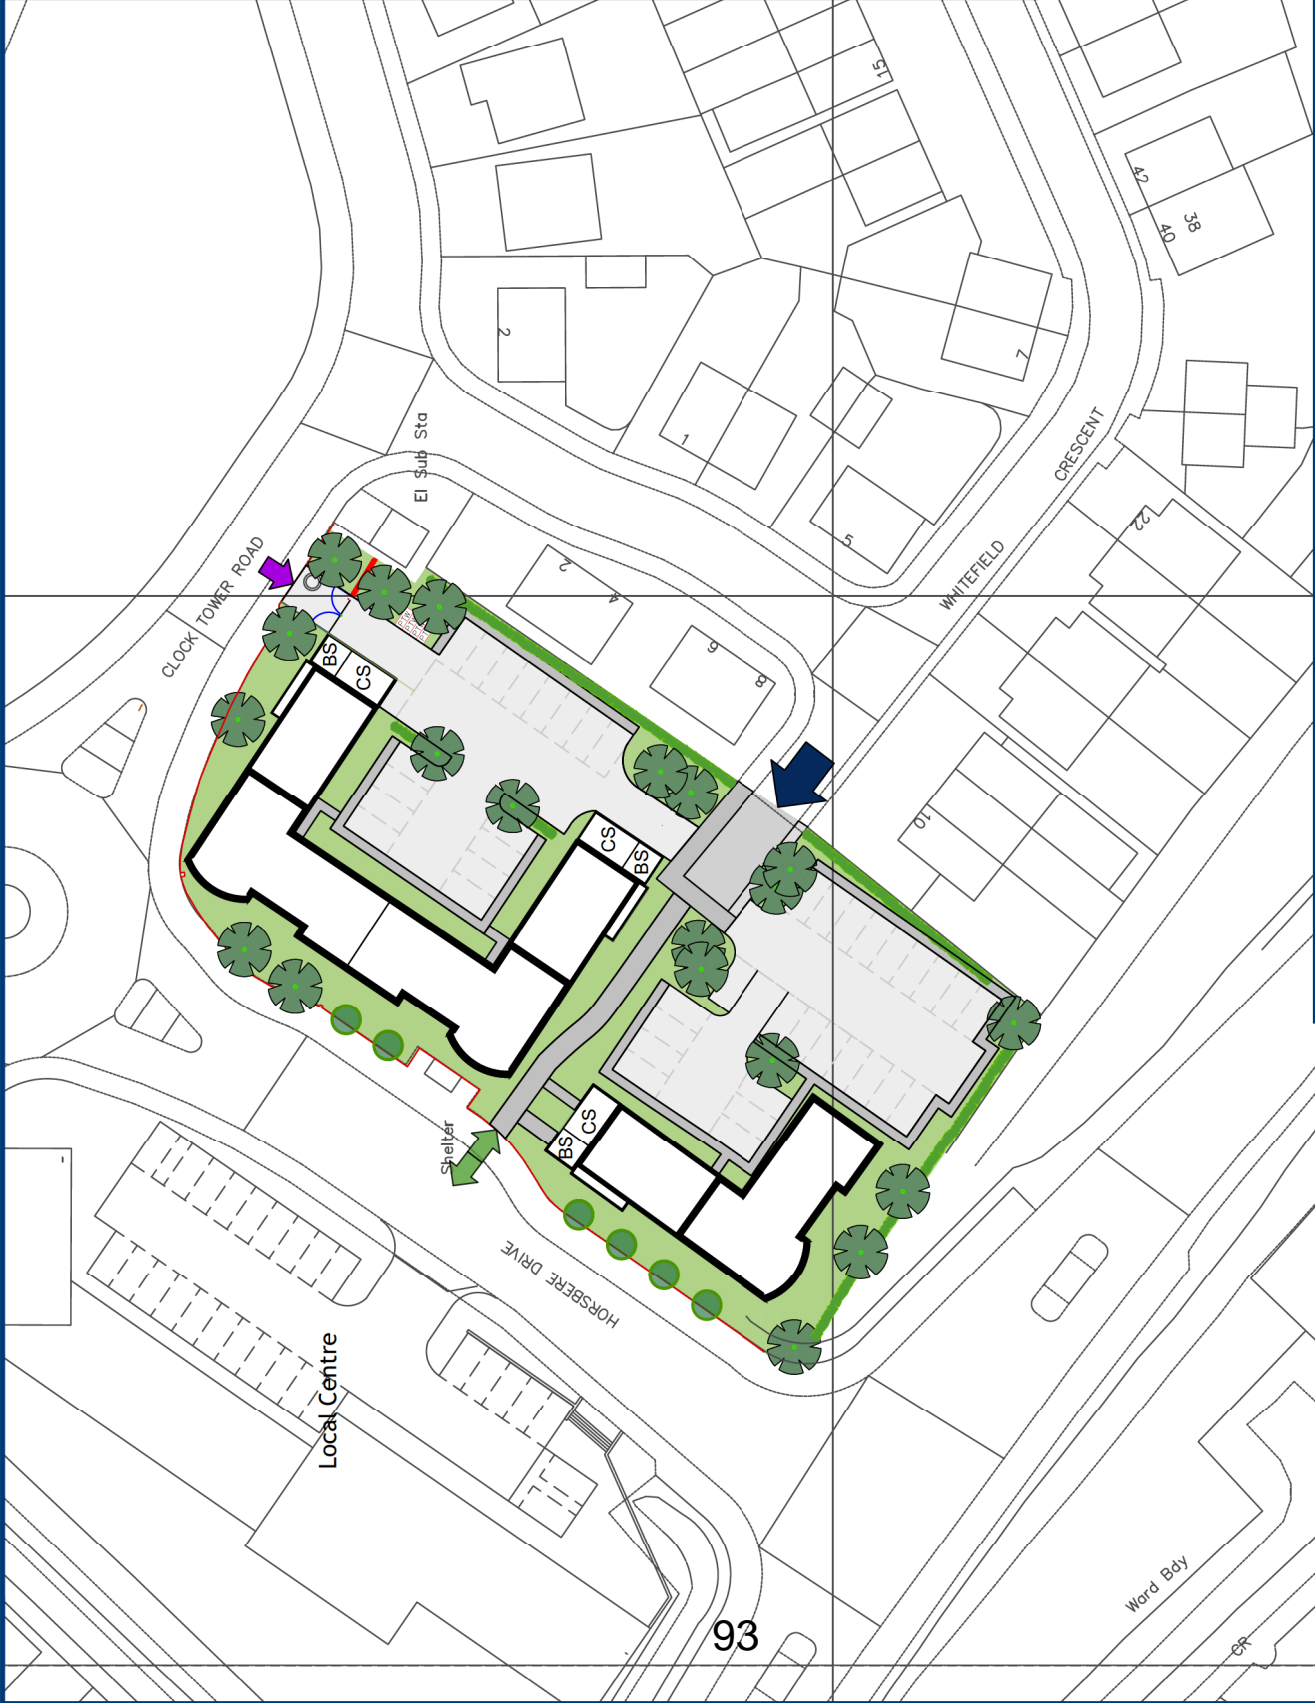 15
42
40
38
2
7
1
CRESCENT
El Sub Sta
22
5
2
4
WHITEFIELD
CLOCK TOWER ROAD
6
8
BS
CS
10
CS
BS
CS
BS
Shelter
HORSBERE DRIVE
Local Centre
Ward Bdy
93
CR